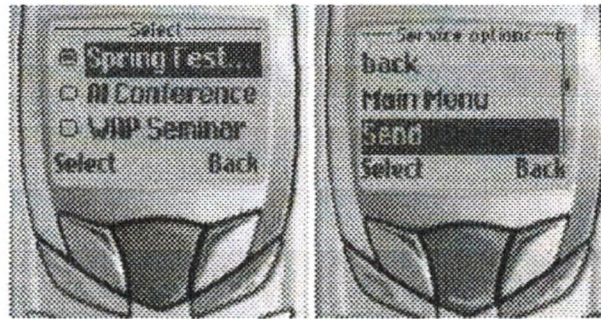 Select
Spring Fest...
AI Conference
WAP Seminar
Select Back
Service options
back
Main Menu
Send
Select Back